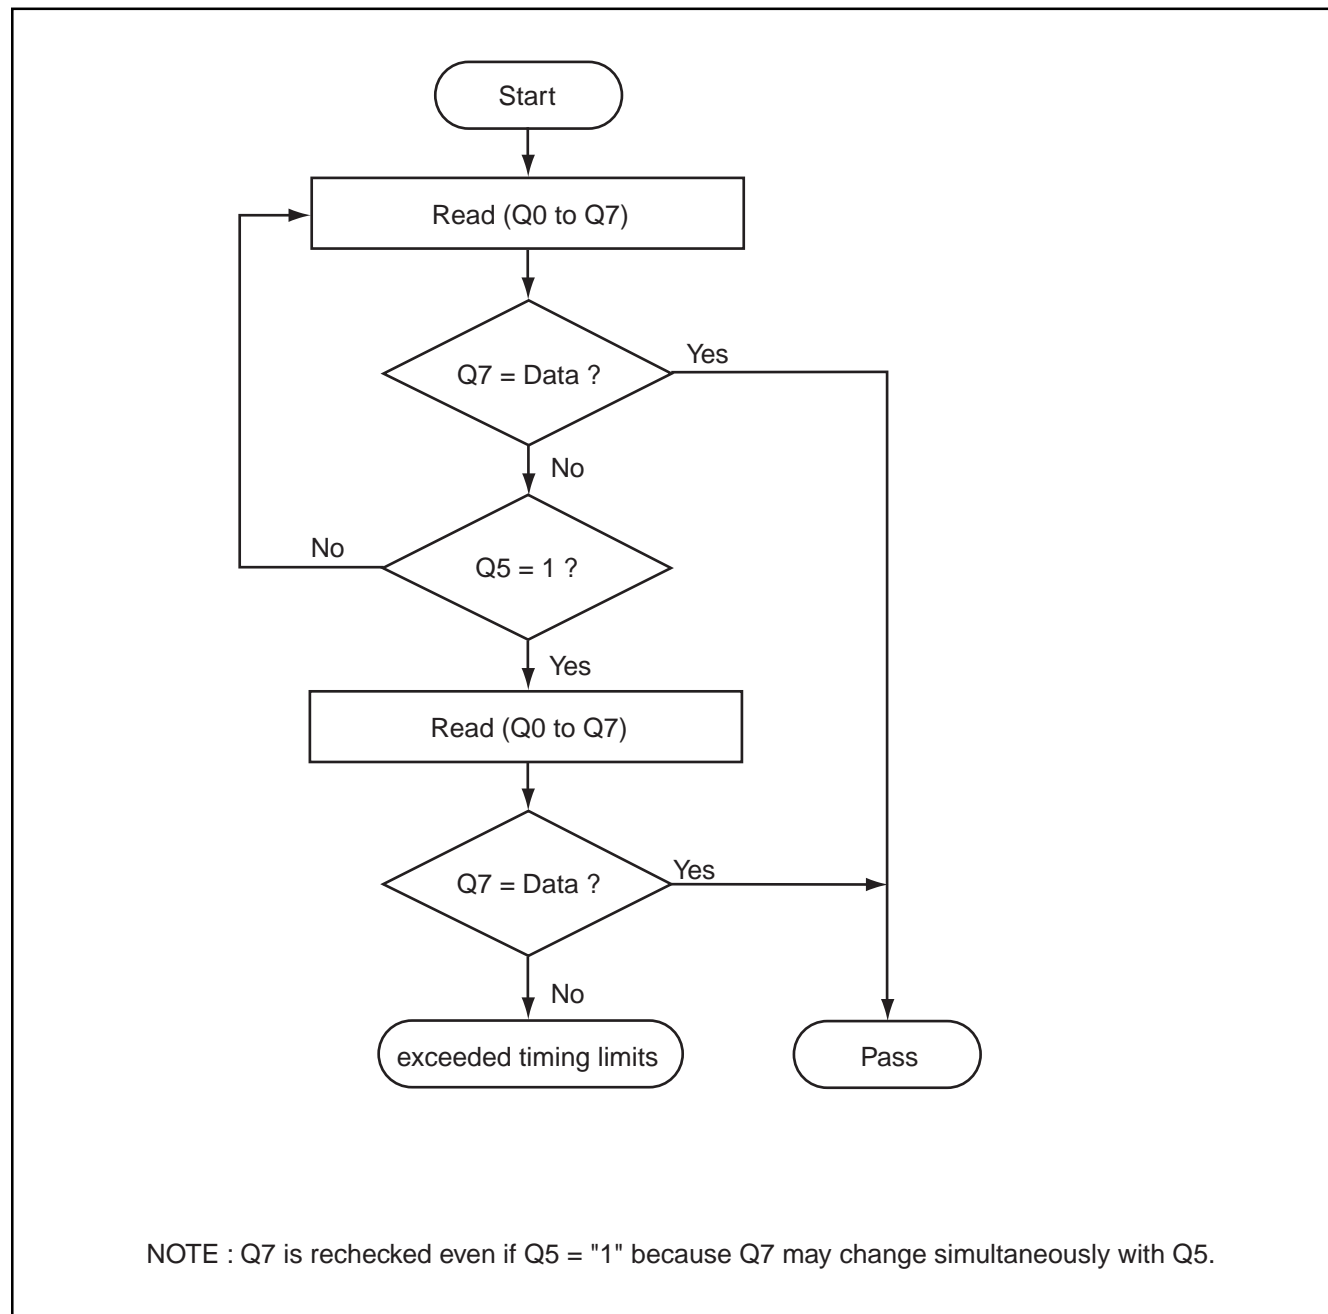 Start
Read (Q0 to Q7)
Q7 = Data ?
Yes
No
Q5 = 1 ?
No
Yes
Read (Q0 to Q7)
Q7 = Data ?
Yes
No
exceeded timing limits
Pass
NOTE : Q7 is rechecked even if Q5 = "1" because Q7 may change simultaneously with Q5.